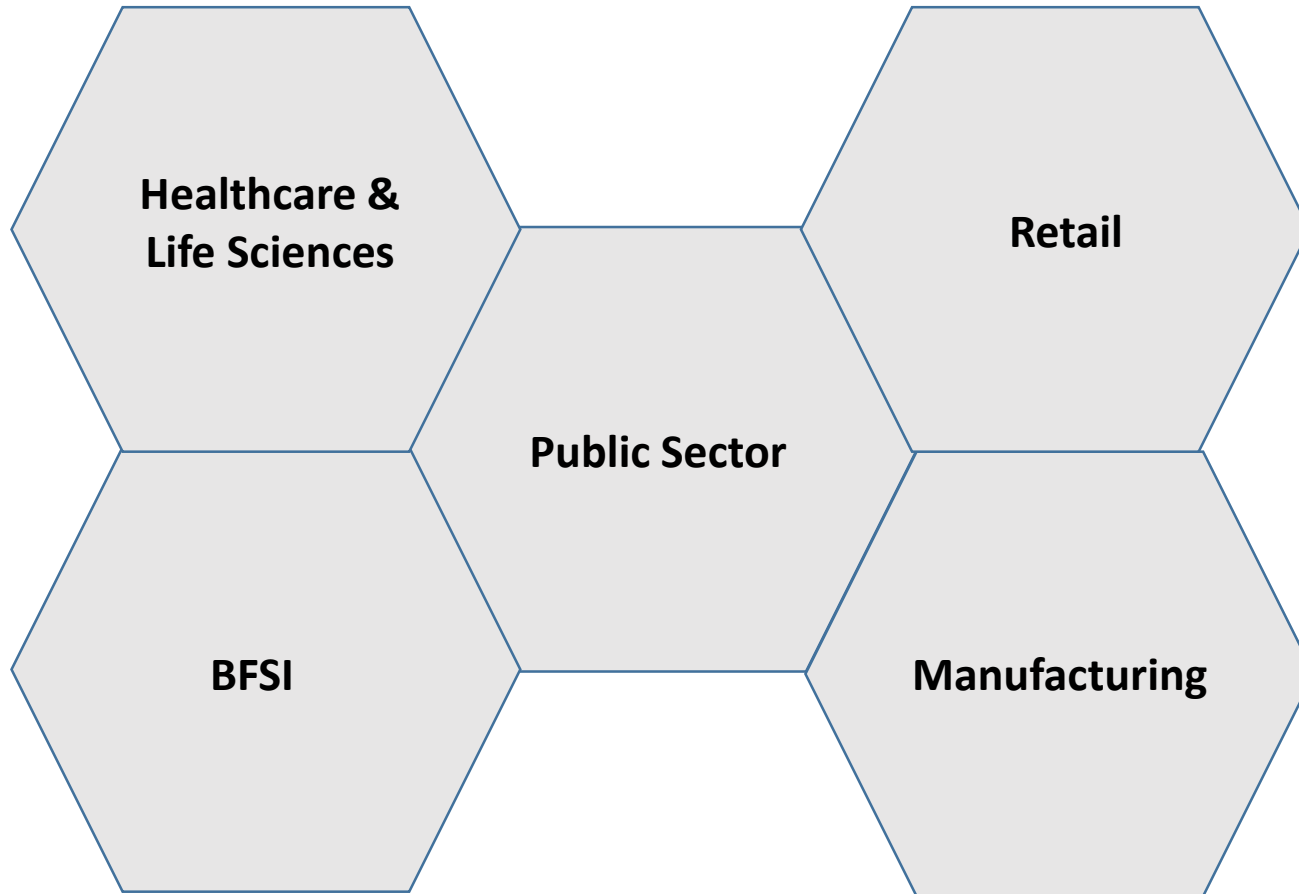 Healthcare &
Life Sciences
Retail
Public Sector
BFSI
Manufacturing